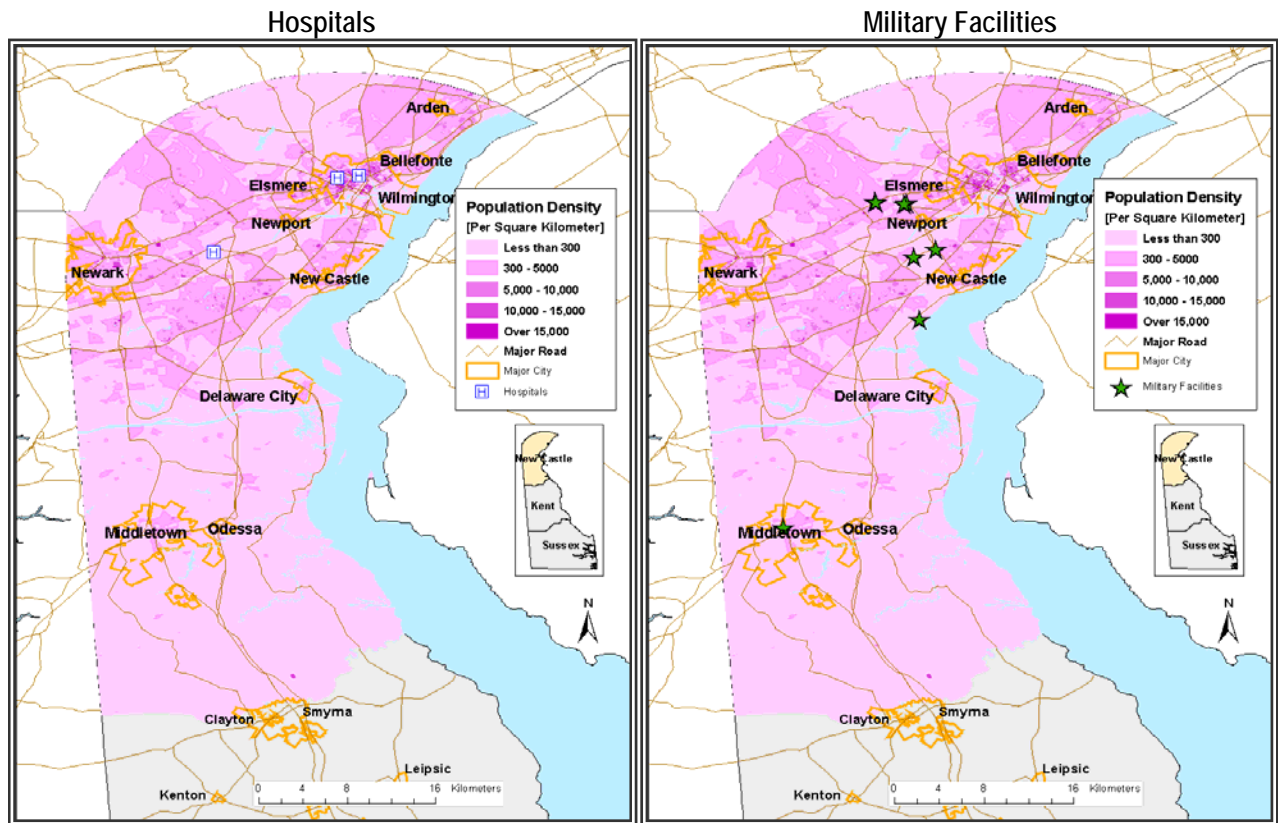 Hospitals
Arden
Bellefonte
Elsmere
Wilmington
Newport
Newark
New Castle
Delaware City
Middletown
Odessa
Clayton
Smyrna
Leipsic
Kenton
Population Density
[Per Square Kilometer]
Less than 300
300 - 5000
5,000 - 10,000
10,000 - 15,000
Over 15,000
Major Road
Major City
H Hospitals
H
H
H
New Castle
Kent
Sussex
N
0 4 8 16 Kilometers
Military Facilities
Arden
Bellefonte
Elsmere
Wilmington
Newport
Newark
New Castle
Delaware City
Middletown
Odessa
Clayton
Smyrna
Leipsic
Kenton
Population Density
[Per Square Kilometer]
Less than 300
300 - 5000
5,000 - 10,000
10,000 - 15,000
Over 15,000
Major Road
Major City
Military Facilities
New Castle
Kent
Sussex
N
0 4 8 16 Kilometers